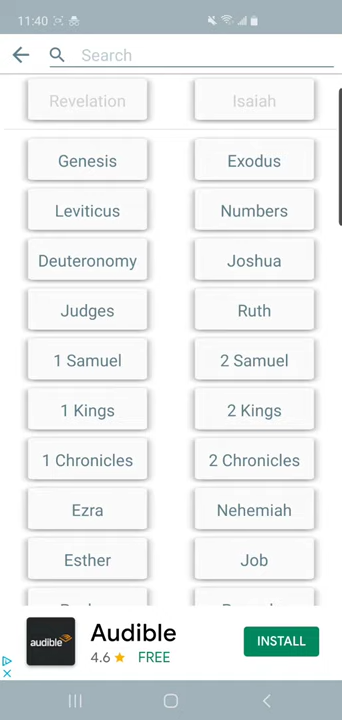 11:40
Search
Revelation Isaiah
Genesis Exodus
Leviticus Numbers
Deuteronomy Joshua
Judges Ruth
1 Samuel 2 Samuel
1 Kings 2 Kings
1 Chronicles 2 Chronicles
Ezra Nehemiah
Esther Job
audible Audible INSTALL
4.6 ★ FREE